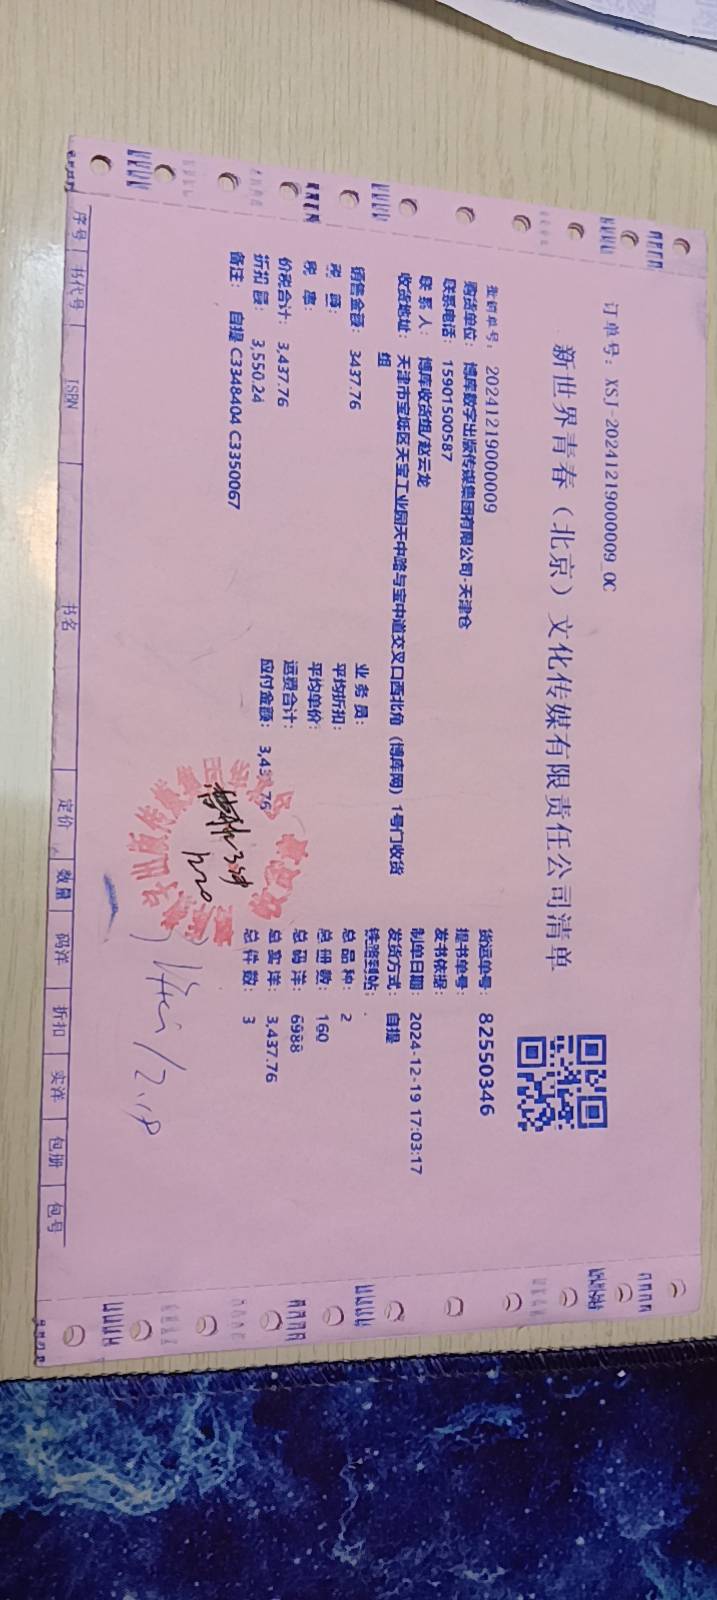 订单号：XSJ-20241219000009_OC
新世界青春（北京）文化传媒有限责任公司清单
批销单号：20241219000009
货运单号：82550346
购货单位：博库数字出版传媒集团有限公司-天津仓
提书单号：
联系电话：15901500587
发书依据：
联 系 人：博库收货组/赵云龙
制单日期：2024-12-19 17:03:17
收货地址：天津市宝坻区天宝工业园天中路与宝中道交叉口西北角（博库网）1号门收货
组
发货方式：自提
铁路到站：.
销售金额：3437.76
业 务 员：
总 品 种：2
税 额：
平均折扣：
总 册 数：160
税 率：
平均单价：
总 码 洋：6988
价税合计：3,437.76
运费合计：
总 实 洋：3,437.76
折 扣 额：3,550.24
应付金额：3,437.76
总 件 数：3
备注：自提 C3348404 C3350067
序号 书代号 ISBN 书名 定价 数量 码洋 折扣 实洋 包册 包号